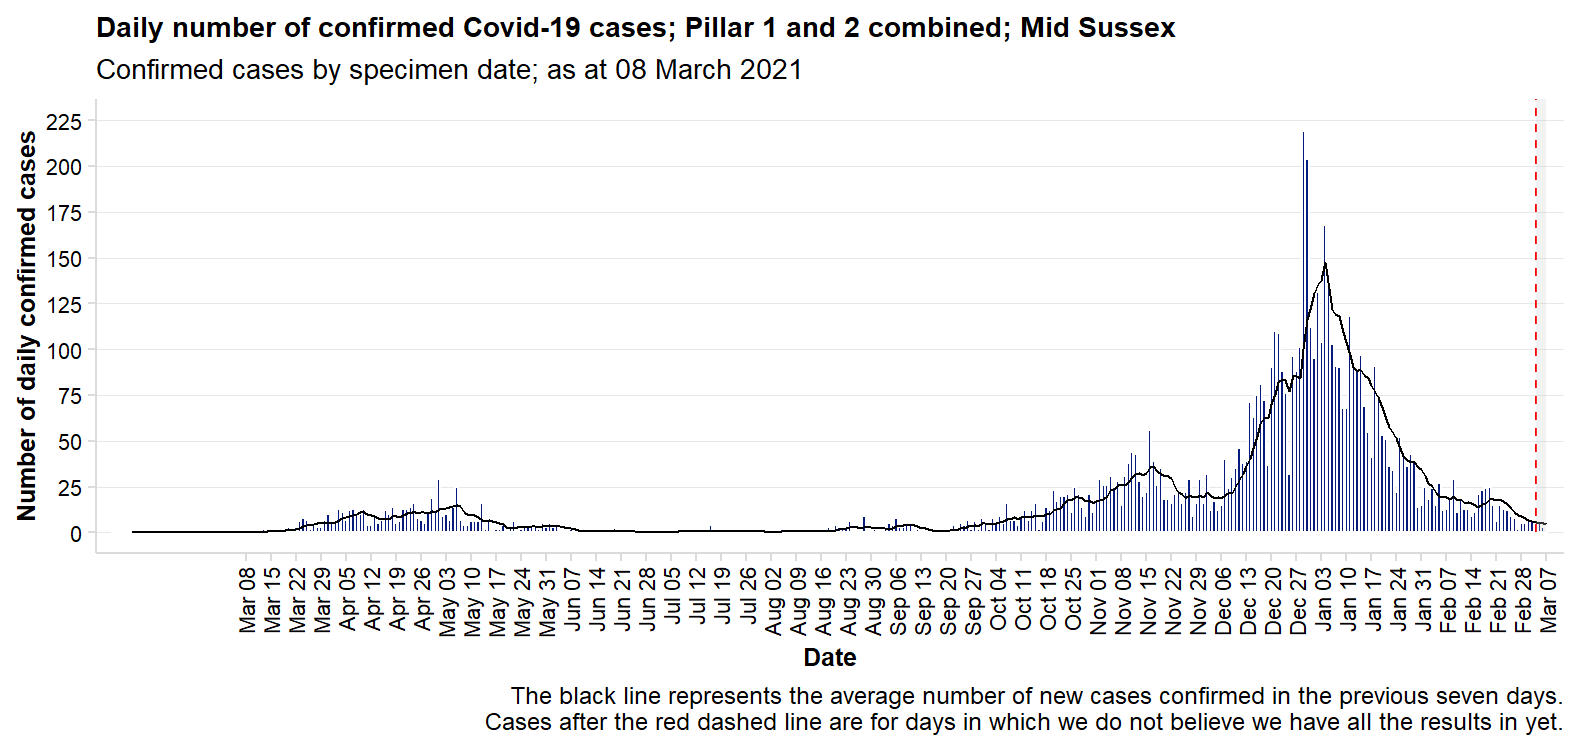 Daily number of confirmed Covid-19 cases; Pillar 1 and 2 combined; Mid Sussex
Confirmed cases by specimen date; as at 08 March 2021
Number of daily confirmed cases
225
200
175
150
125
100
75
50
25
0
Mar 08
Mar 15
Mar 22
Mar 29
Apr 05
Apr 12
Apr 19
Apr 26
May 03
May 10
May 17
May 24
May 31
Jun 07
Jun 14
Jun 21
Jun 28
Jul 05
Jul 12
Jul 19
Jul 26
Aug 02
Aug 09
Aug 16
Aug 23
Aug 30
Sep 06
Sep 13
Sep 20
Sep 27
Oct 04
Oct 11
Oct 18
Oct 25
Nov 01
Nov 08
Nov 15
Nov 22
Nov 29
Dec 06
Dec 13
Dec 20
Dec 27
Jan 03
Jan 10
Jan 17
Jan 24
Jan 31
Feb 07
Feb 14
Feb 21
Feb 28
Mar 07
Date
The black line represents the average number of new cases confirmed in the previous seven days.
Cases after the red dashed line are for days in which we do not believe we have all the results in yet.